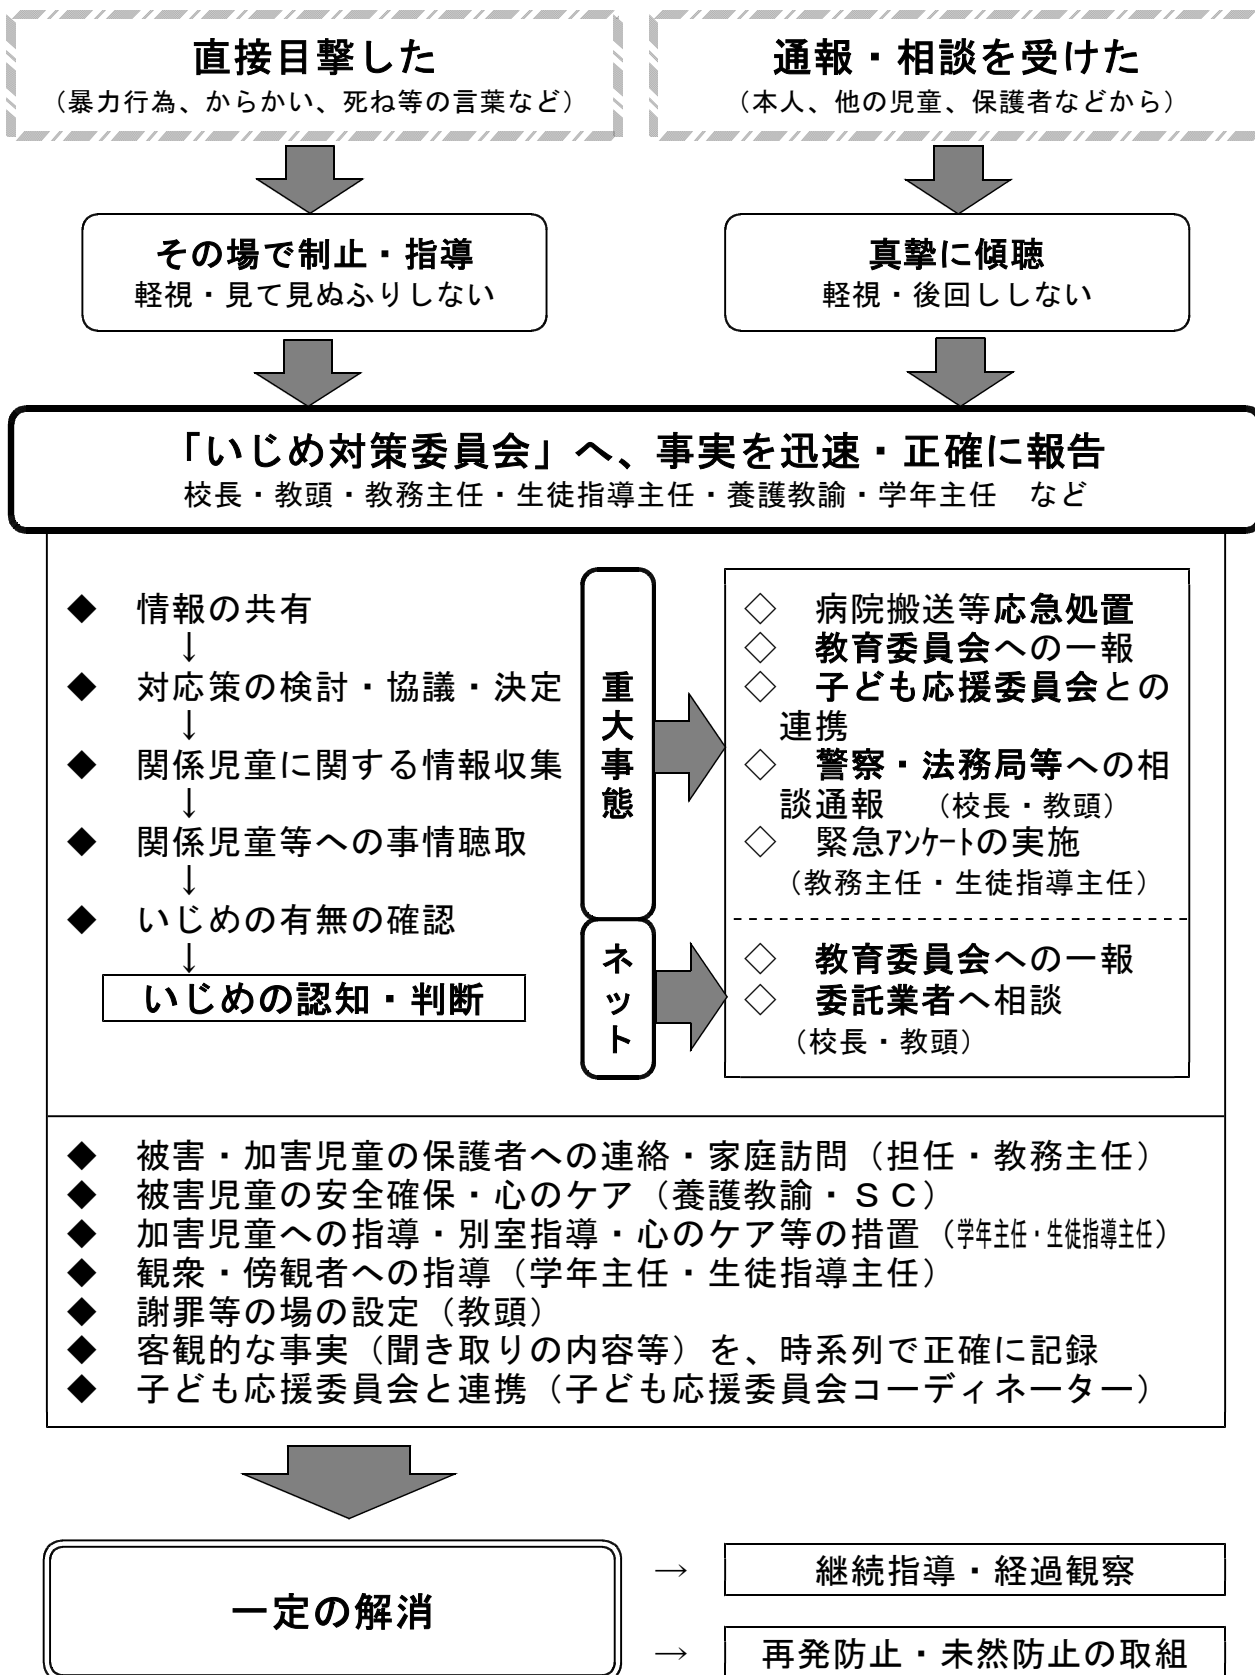 直接目撃した
（暴力行為、からかい、死ね等の言葉など）
通報・相談を受けた
（本人、他の児童、保護者などから）
その場で制止・指導
軽視・見て見ぬふりしない
真摯に傾聴
軽視・後回ししない
「いじめ対策委員会」へ、事実を迅速・正確に報告
校長・教頭・教務主任・生徒指導主任・養護教諭・学年主任　など
◆　情報の共有
↓
◆　対応策の検討・協議・決定
↓
◆　関係児童に関する情報収集
↓
◆　関係児童等への事情聴取
↓
◆　いじめの有無の確認
↓
いじめの認知・判断
重大事態
◇　病院搬送等応急処置
◇　教育委員会への一報
◇　子ども応援委員会との
連携
◇　警察・法務局等への相
談通報　（校長・教頭）
◇　緊急ｱﾝｹｰﾄの実施
（教務主任・生徒指導主任）
ネット
◇　教育委員会への一報
◇　委託業者へ相談
（校長・教頭）
◆　被害・加害児童の保護者への連絡・家庭訪問（担任・教務主任）
◆　被害児童の安全確保・心のケア（養護教諭・ＳＣ）
◆　加害児童への指導・別室指導・心のケア等の措置（学年主任・生徒指導主任）
◆　観衆・傍観者への指導（学年主任・生徒指導主任）
◆　謝罪等の場の設定（教頭）
◆　客観的な事実（聞き取りの内容等）を、時系列で正確に記録
◆　子ども応援委員会と連携（子ども応援委員会コーディネーター）
一定の解消
→　継続指導・経過観察
→　再発防止・未然防止の取組